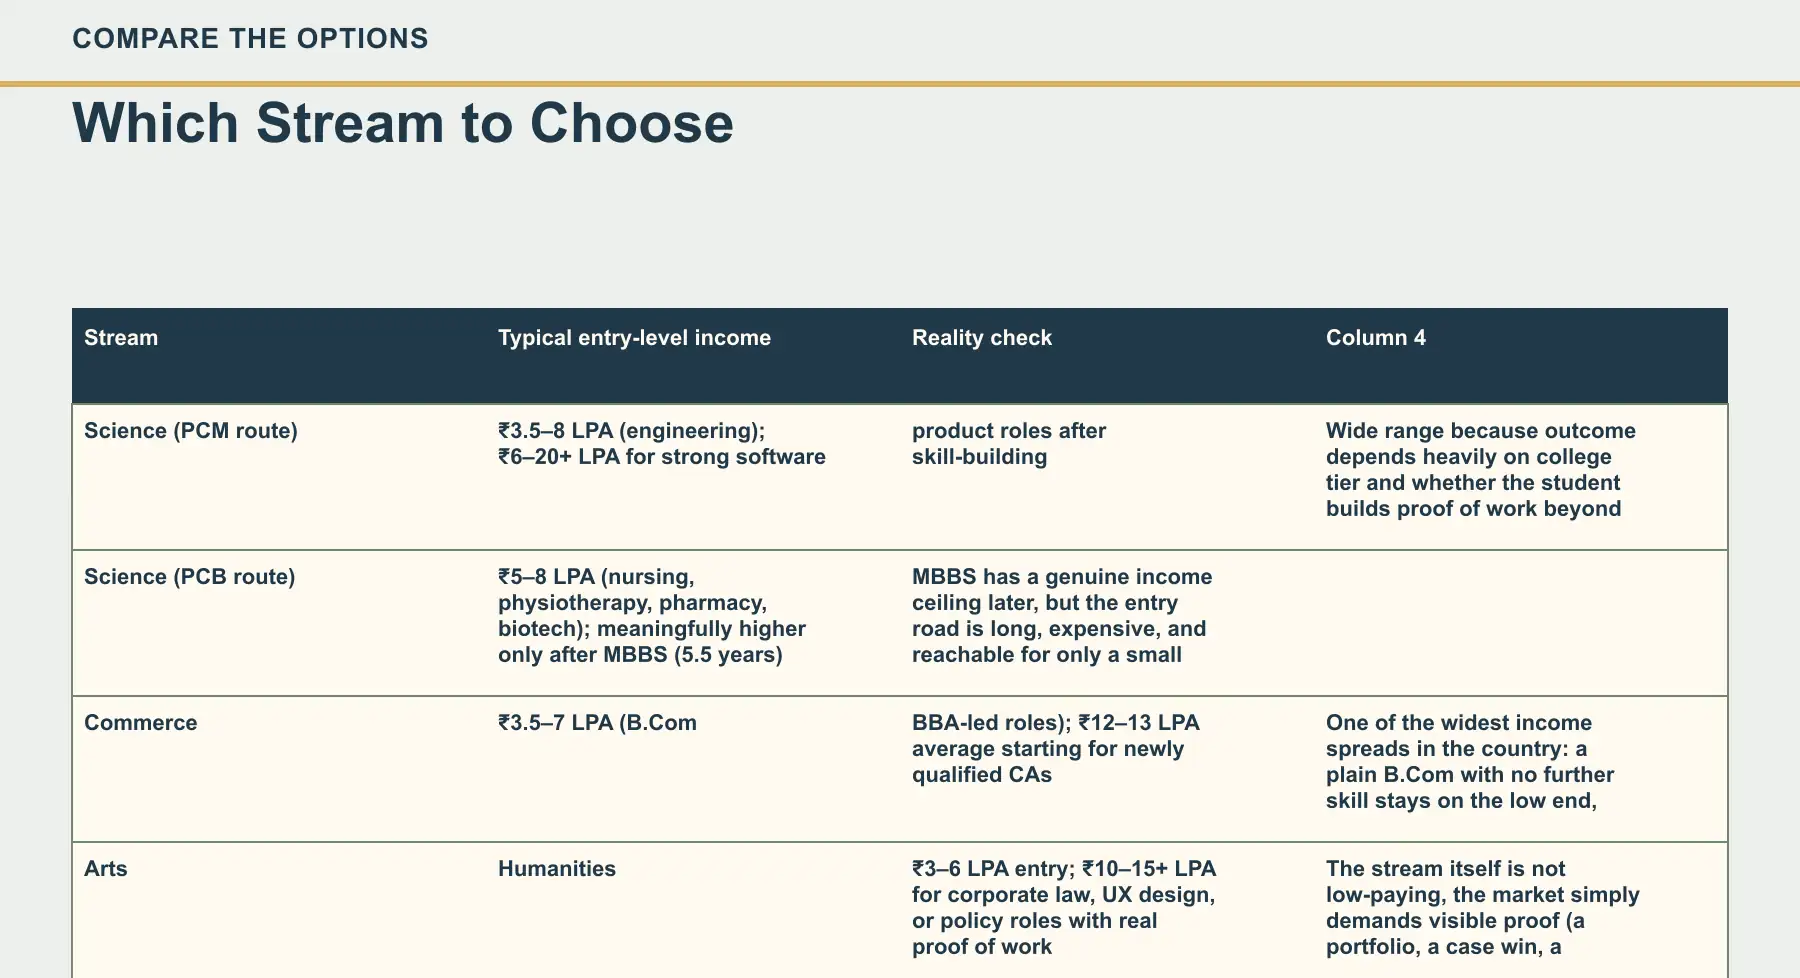 COMPARE THE OPTIONS
Which Stream to Choose
Stream
Typical entry-level income
Reality check
Column 4
Science (PCM route)
₹3.5–8 LPA (engineering);
₹6–20+ LPA for strong software
product roles after
skill-building
Wide range because outcome
depends heavily on college
tier and whether the student
builds proof of work beyond
Science (PCB route)
₹5–8 LPA (nursing,
physiotherapy, pharmacy,
biotech); meaningfully higher
only after MBBS (5.5 years)
MBBS has a genuine income
ceiling later, but the entry
road is long, expensive, and
reachable for only a small
Commerce
₹3.5–7 LPA (B.Com
BBA-led roles); ₹12–13 LPA
average starting for newly
qualified CAs
One of the widest income
spreads in the country: a
plain B.Com with no further
skill stays on the low end,
Arts
Humanities
₹3–6 LPA entry; ₹10–15+ LPA
for corporate law, UX design,
or policy roles with real
proof of work
The stream itself is not
low-paying, the market simply
demands visible proof (a
portfolio, a case win, a